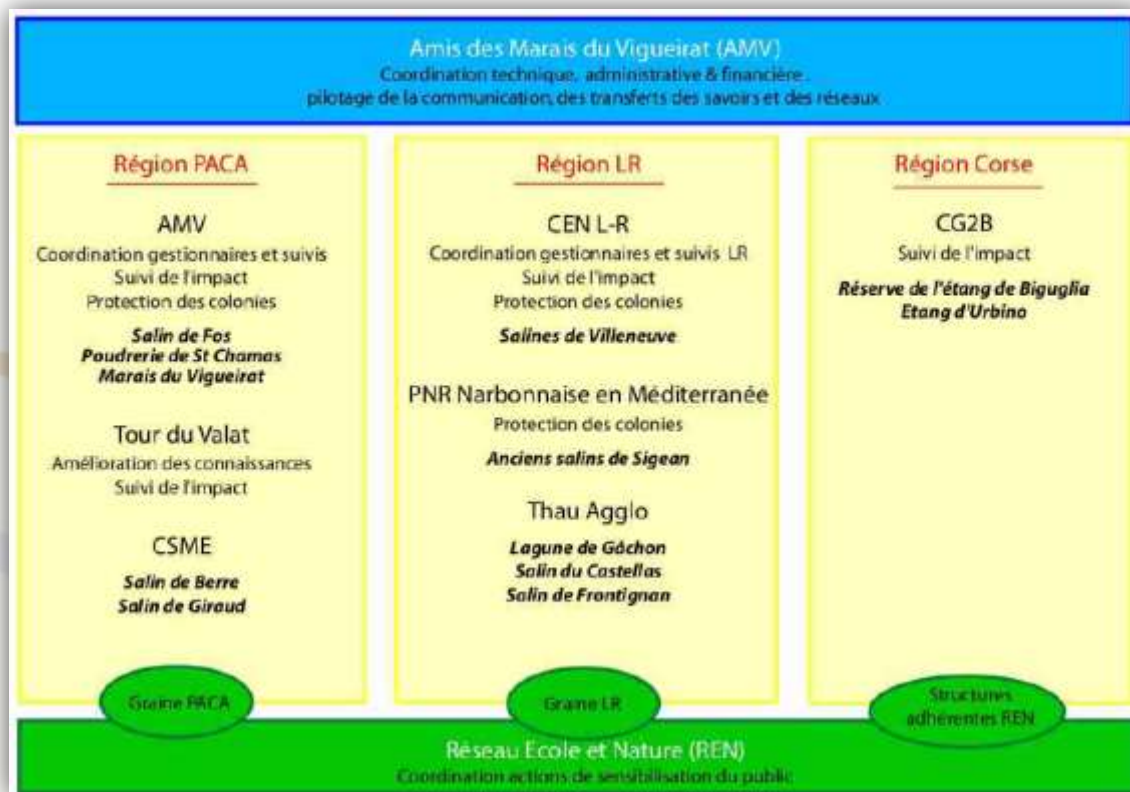 Amis des Marais du Vigueirat (AMV)
Coordination technique, administrative & financière
pilotage de la communication, des transferts des savoirs et des réseaux
Région PACA
AMV
Coordination gestionnaires et suivis
Suivi de l'impact
Protection des colonies
Salin de Fos
Poudrerie de St Chamas
Marais du Vigueirat
Tour du Valat
Amélioration des connaissances
Suivi de l'impact
CSME
Salin de Berre
Salin de Giraud
Graine PACA
Région LR
CEN L-R
Coordination gestionnaires et suivis LR
Suivi de l'impact
Protection des colonies
Salines de Villeneuve
PNR Narbonnaise en Méditerranée
Protection des colonies
Anciens salins de Sigean
Thau Agglo
Lagune de Gâchon
Salin du Castellas
Salin de Frontignan
Graine LR
Région Corse
CG2B
Suivi de l'impact
Réserve de l'étang de Biguglia
Etang d'Urbino
Structures
adhérentes REN
Réseau Ecole et Nature (REN)
Coordination actions de sensibilisation du public